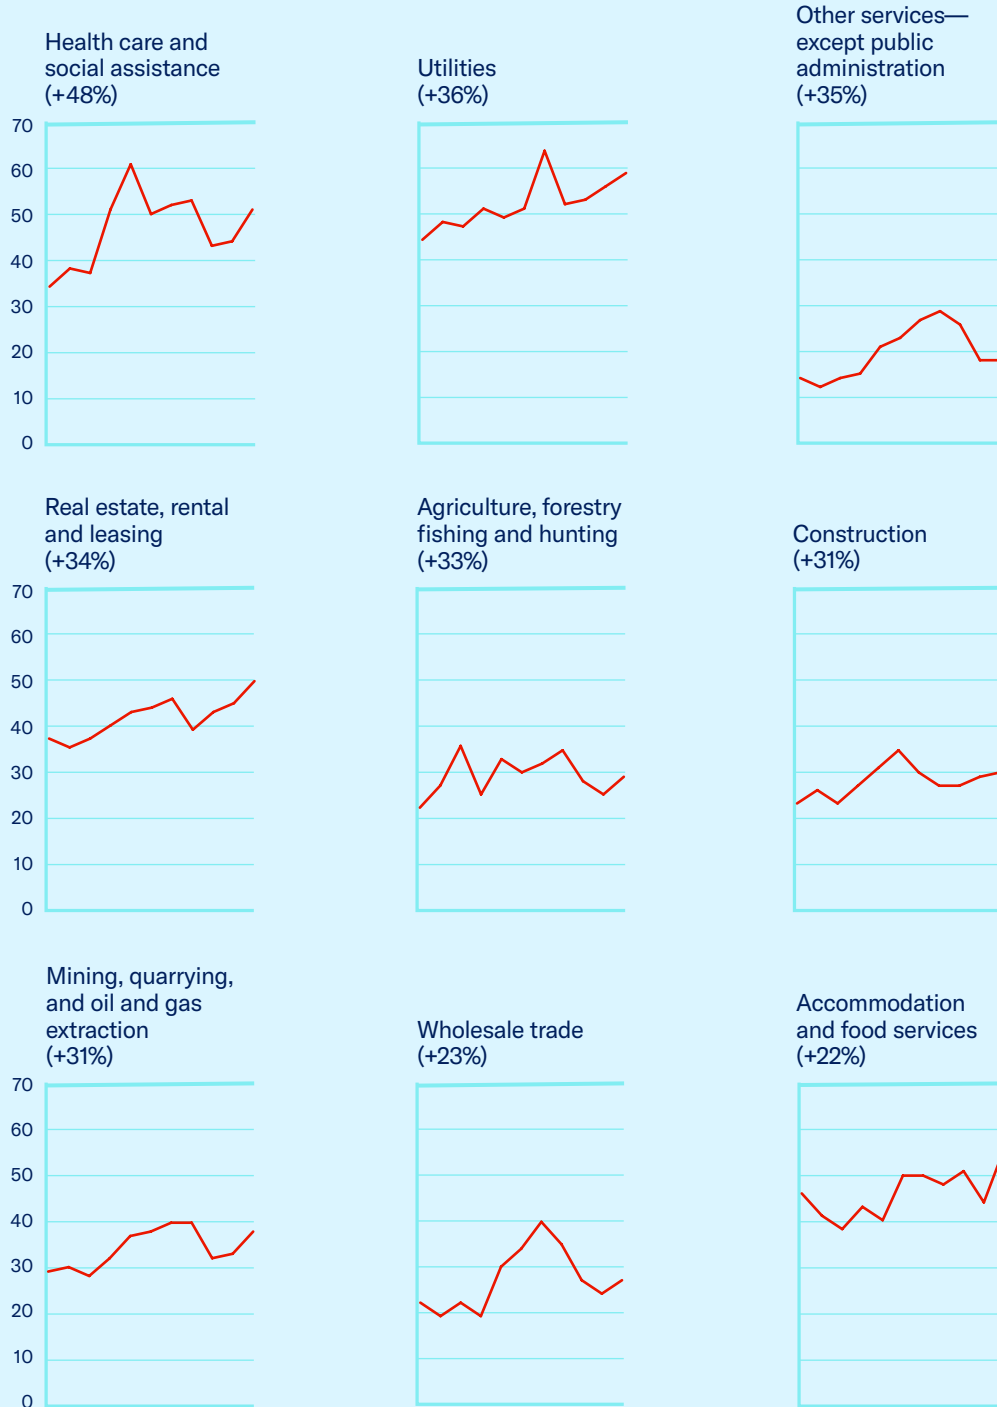 Health care and
social assistance
(+48%)
Utilities
(+36%)
Other services—
except public
administration
(+35%)
70
60
50
40
30
20
10
0
Real estate, rental
and leasing
(+34%)
Agriculture, forestry
fishing and hunting
(+33%)
Construction
(+31%)
70
60
50
40
30
20
10
0
Mining, quarrying,
and oil and gas
extraction
(+31%)
Wholesale trade
(+23%)
Accommodation
and food services
(+22%)
70
60
50
40
30
20
10
0